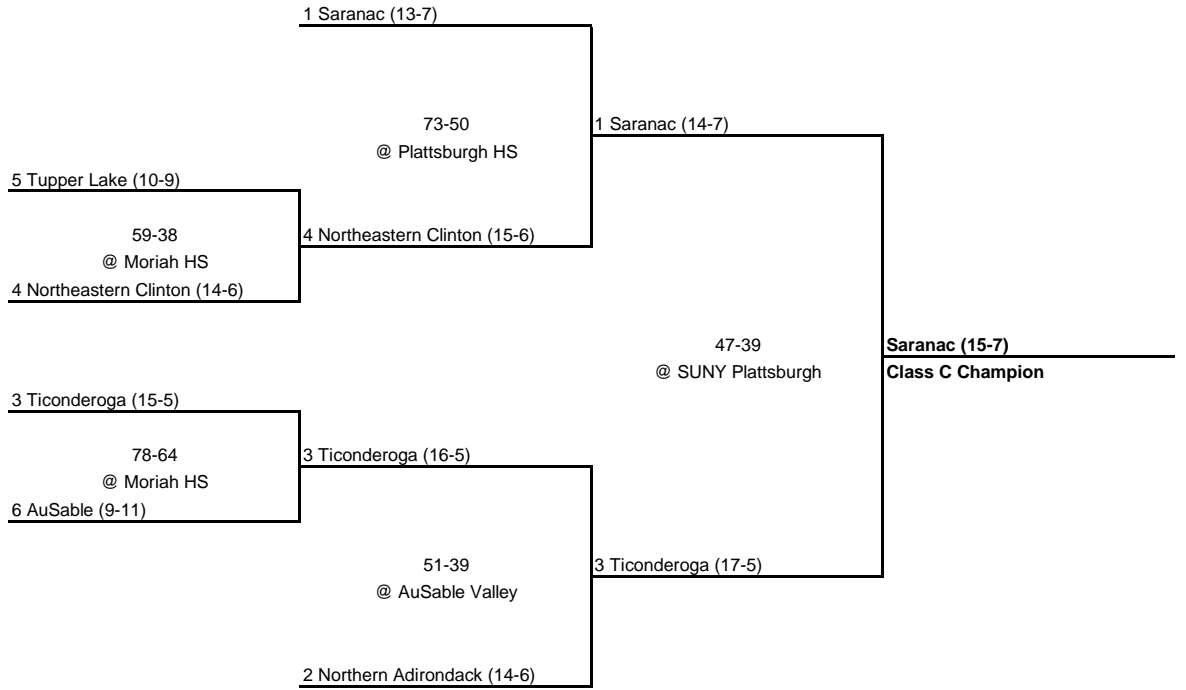 1 Saranac (13-7)
73-50
@ Plattsburgh HS
1 Saranac (14-7)
5 Tupper Lake (10-9)
59-38
@ Moriah HS
4 Northeastern Clinton (15-6)
4 Northeastern Clinton (14-6)
47-39
@ SUNY Plattsburgh
Saranac (15-7)
Class C Champion
3 Ticonderoga (15-5)
78-64
@ Moriah HS
3 Ticonderoga (16-5)
6 AuSable (9-11)
51-39
@ AuSable Valley
3 Ticonderoga (17-5)
2 Northern Adirondack (14-6)